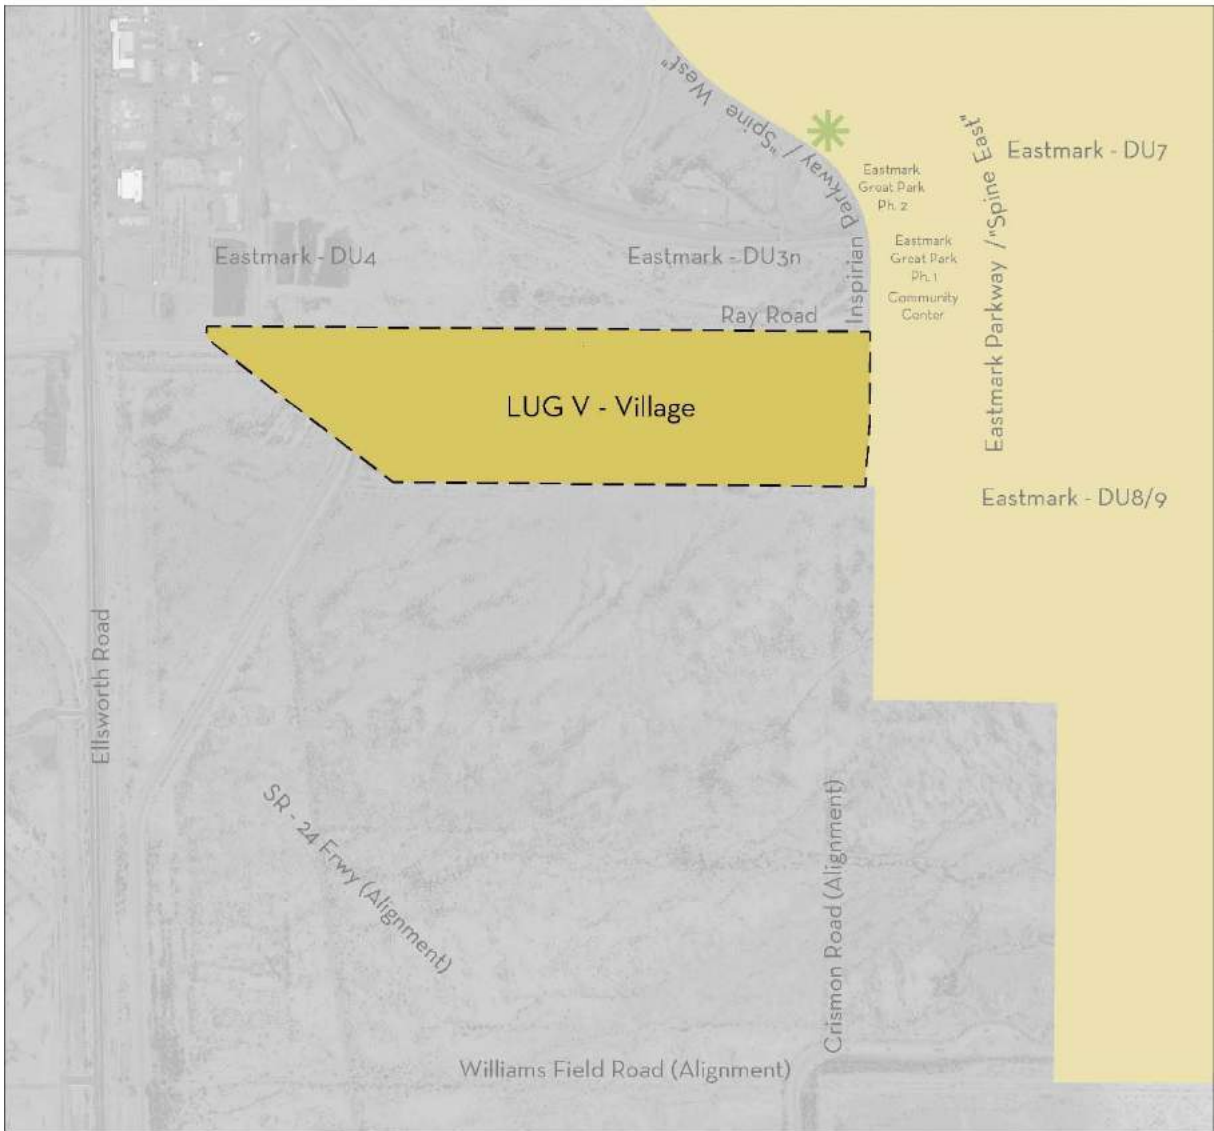 Inspirian Parkway / "Spine West"
Eastmark Parkway / "Spine East"
Eastmark - DU7
Eastmark
Great Park
Ph. 2
Eastmark - DU4
Eastmark - DU3n
Eastmark
Great Park
Ph. 1
Community
Center
Ray Road
LUG V - Village
Eastmark - DU8/9
Ellsworth Road
SR - 24 Frwy (Alignment)
Crismon Road (Alignment)
Williams Field Road (Alignment)